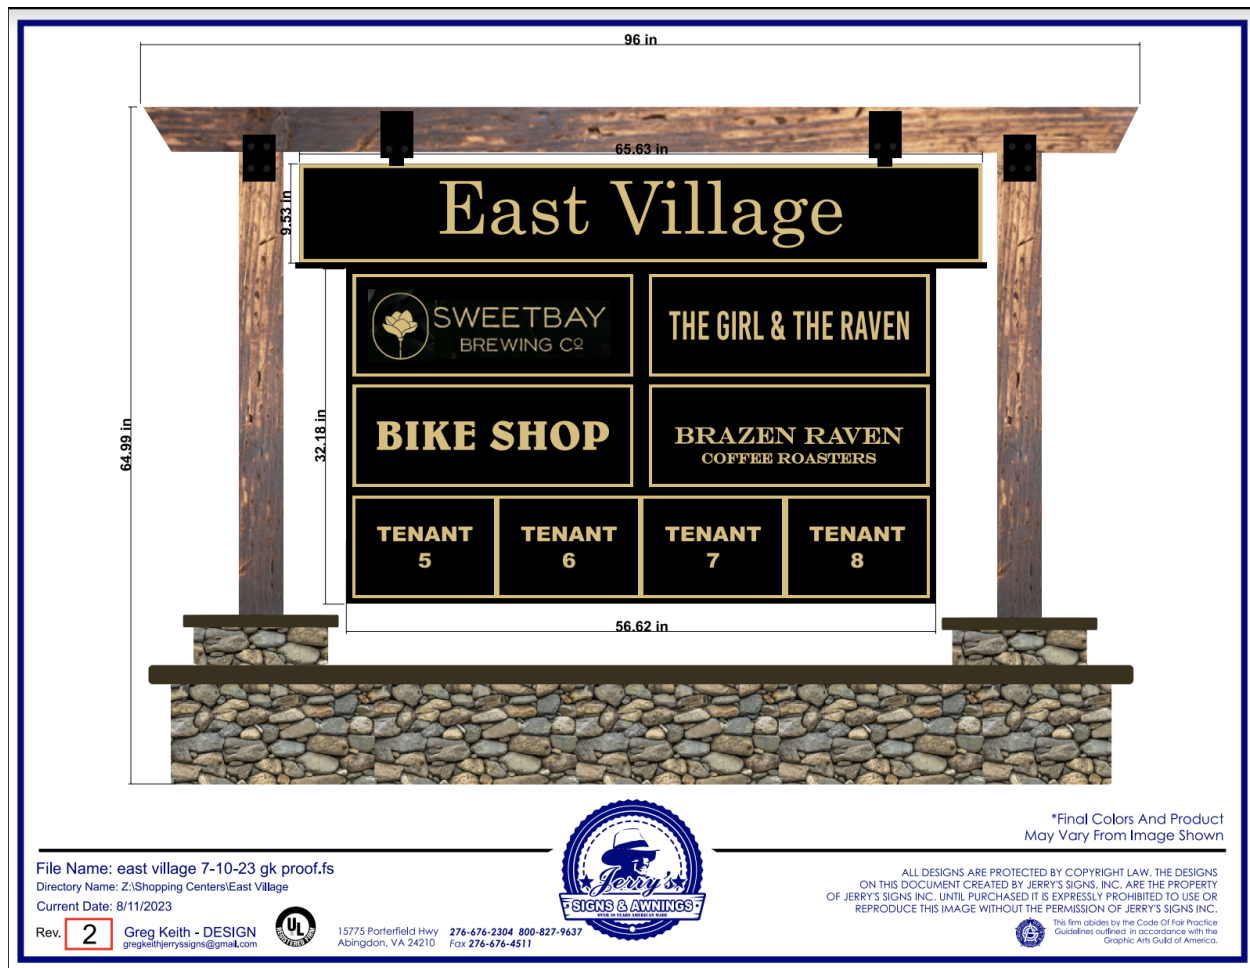 96 in
65.63 in
9.53 in
East Village
SWEETBAY
BREWING Cº
THE GIRL & THE RAVEN
64.99 in
32.18 in
BIKE SHOP
BRAZEN RAVEN
COFFEE ROASTERS
TENANT
5
TENANT
6
TENANT
7
TENANT
8
56.62 in
*Final Colors And Product
May Vary From Image Shown
File Name: east village 7-10-23 gk proof.fs
Directory Name: Z:\Shopping Centers\East Village
Current Date: 8/11/2023
Rev. 2
Greg Keith - DESIGN
gregkeithjerryssigns@gmail.com
UL
REGISTERED FIRM
15775 Porterfield Hwy
Abingdon, VA 24210
276-676-2304 800-827-9637
Fax 276-676-4511
Jerry's
SIGNS & AWNINGS
OVER 30 YEARS AMERICAN MADE
ALL DESIGNS ARE PROTECTED BY COPYRIGHT LAW. THE DESIGNS
ON THIS DOCUMENT CREATED BY JERRY'S SIGNS, INC. ARE THE PROPERTY
OF JERRY'S SIGNS INC. UNTIL PURCHASED IT IS EXPRESSLY PROHIBITED TO USE OR
REPRODUCE THIS IMAGE WITHOUT THE PERMISSION OF JERRY'S SIGNS INC.
This firm abides by the Code Of Fair Practice
Guidelines outlined in accordance with the
Graphic Arts Guild of America.